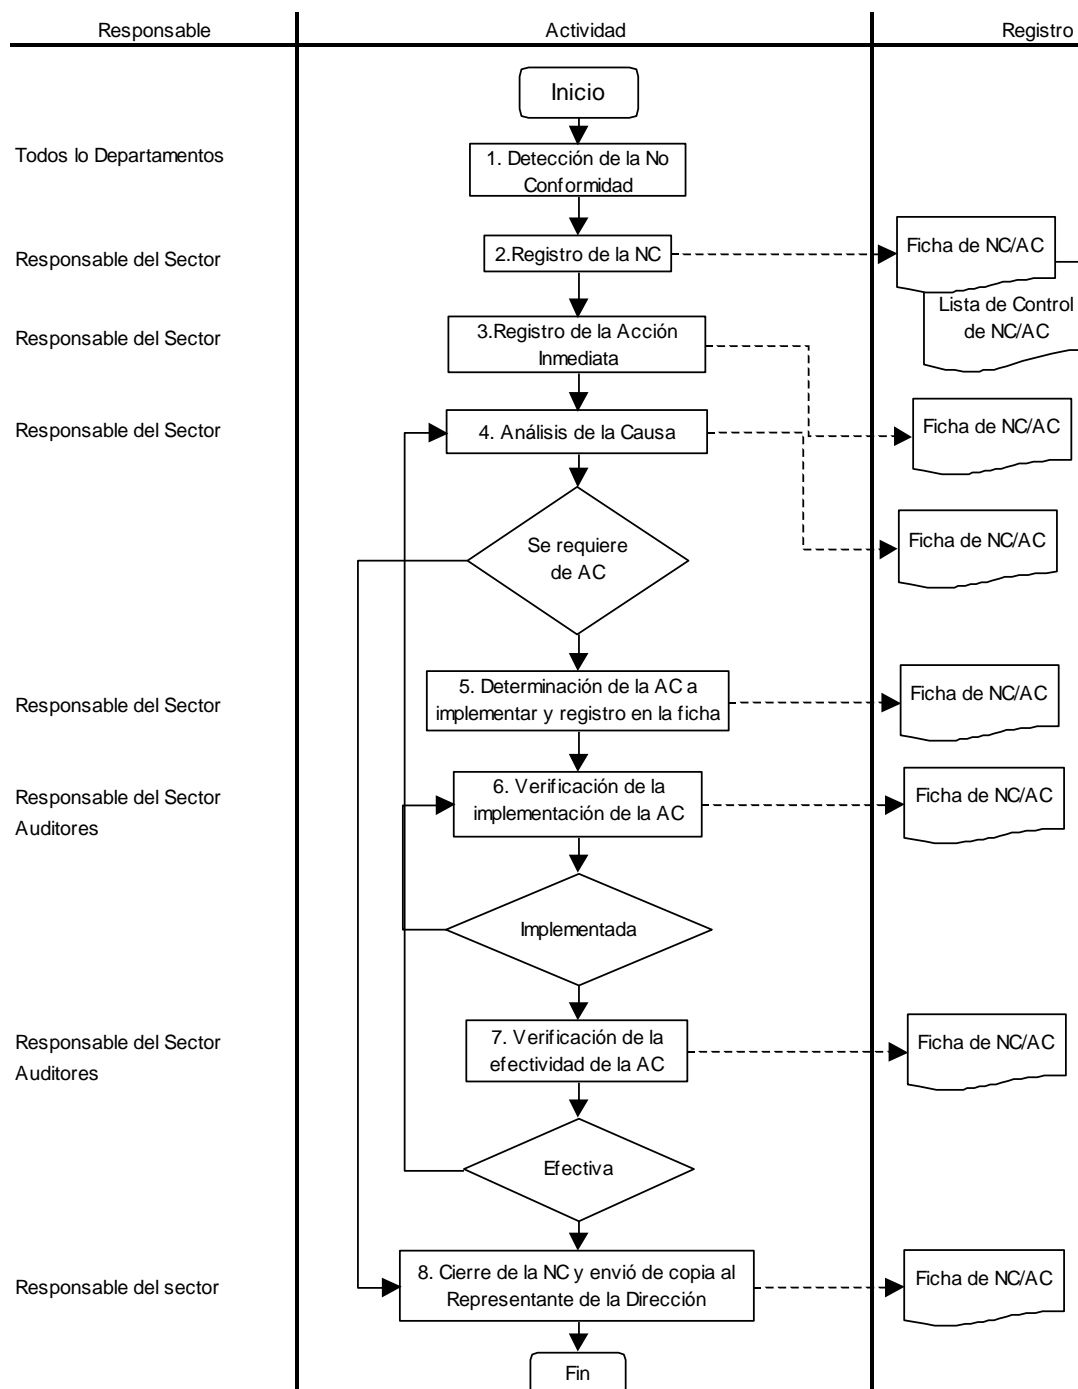 Responsable
Actividad
Registro
Inicio
Todos lo Departamentos
1. Detección de la No
Conformidad
Responsable del Sector
2.Registro de la NC
Ficha de NC/AC
Lista de Control
de NC/AC
Responsable del Sector
3.Registro de la Acción
Inmediata
Responsable del Sector
4. Análisis de la Causa
Ficha de NC/AC
Se requiere
de AC
Ficha de NC/AC
Responsable del Sector
5. Determinación de la AC a
implementar y registro en la ficha
Ficha de NC/AC
Responsable del Sector
Auditores
6. Verificación de la
implementación de la AC
Ficha de NC/AC
Implementada
Responsable del Sector
Auditores
7. Verificación de la
efectividad de la AC
Ficha de NC/AC
Efectiva
Responsable del sector
8. Cierre de la NC y envió de copia al
Representante de la Dirección
Ficha de NC/AC
Fin